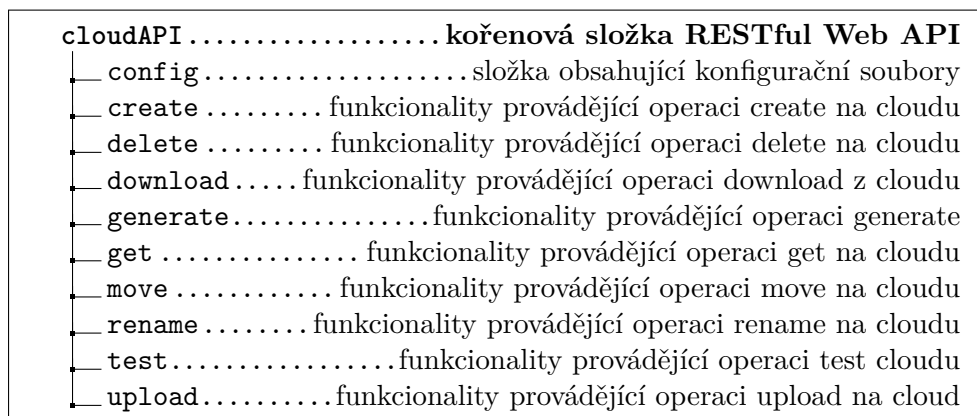 cloudAPI....................kořenová složka RESTful Web API
config....................složka obsahující konfigurační soubory
create.........funkcionality provádějící operaci create na cloudu
delete.........funkcionality provádějící operaci delete na cloudu
download.....funkcionality provádějící operaci download z cloudu
generate...............funkcionality provádějící operaci generate
get................funkcionality provádějící operaci get na cloudu
move............funkcionality provádějící operaci move na cloudu
rename........funkcionality provádějící operaci rename na cloudu
test.................funkcionality provádějící operaci test cloudu
upload..........funkcionality provádějící operaci upload na cloud